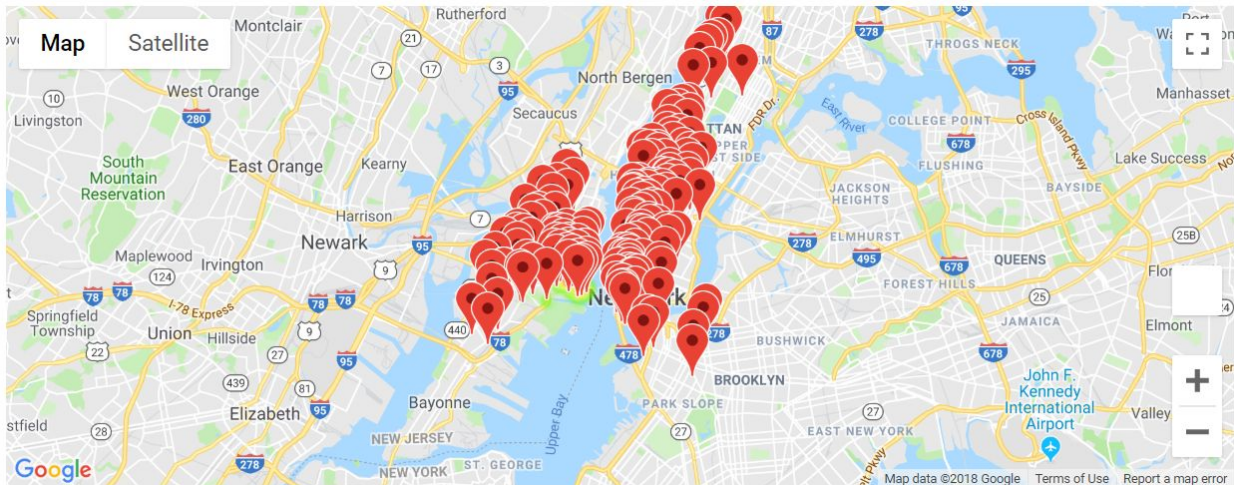 Map
Satellite
Montclair
Rutherford
21
3
17
7
95
87
278
95
THROGS NECK
295
Manhasset
10
Livingston
West Orange
280
North Bergen
Secaucus
FDR Dr.
East River
COLLEGE POINT
678
Cross Island Pkwy
South
Mountain
Reservation
East Orange
Kearny
FLUSHING
Lake Success
BAYSIDE
JACKSON
HEIGHTS
Harrison
7
Newark
95
278
ELMHURST
495
25B
Maplewood
124
Irvington
9
678
QUEENS
FOREST HILLS
78
78
78
78
I-78 Express
25
Springfield
Township
Union
Hillside
9
440
78
478
278
BUSHWICK
JAMAICA
Elmont
22
27
95
678
439
81
BROOKLYN
John F.
Kennedy
International
Airport
Elizabeth
95
Bayonne
Upper Bay
PARK SLOPE
27
27
Valley
28
NEW JERSEY
NEW YORK
ST. GEORGE
EAST NEW YORK
278
Google
Map data ©2018 Google
Terms of Use
Report a map error